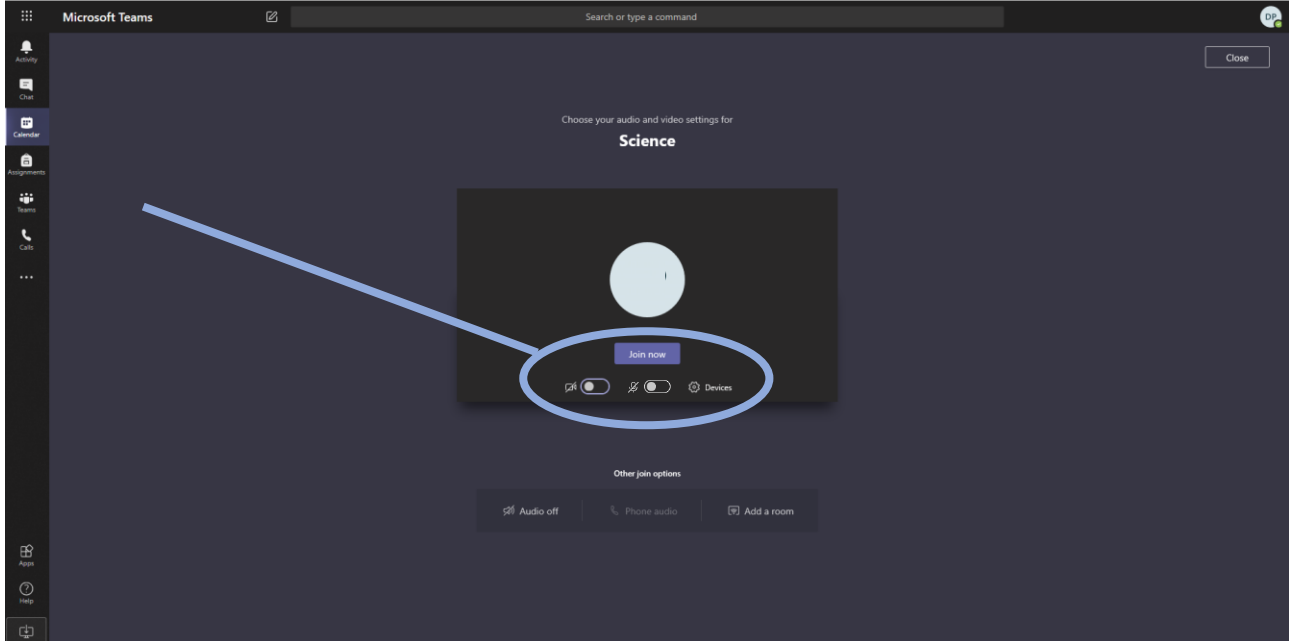 Microsoft Teams
Search or type a command
DP
Activity
Chat
Calendar
Assignments
Teams
Calls
Apps
Help
Close
Choose your audio and video settings for
Science
Join now
Devices
Other join options
Audio off
Phone audio
Add a room